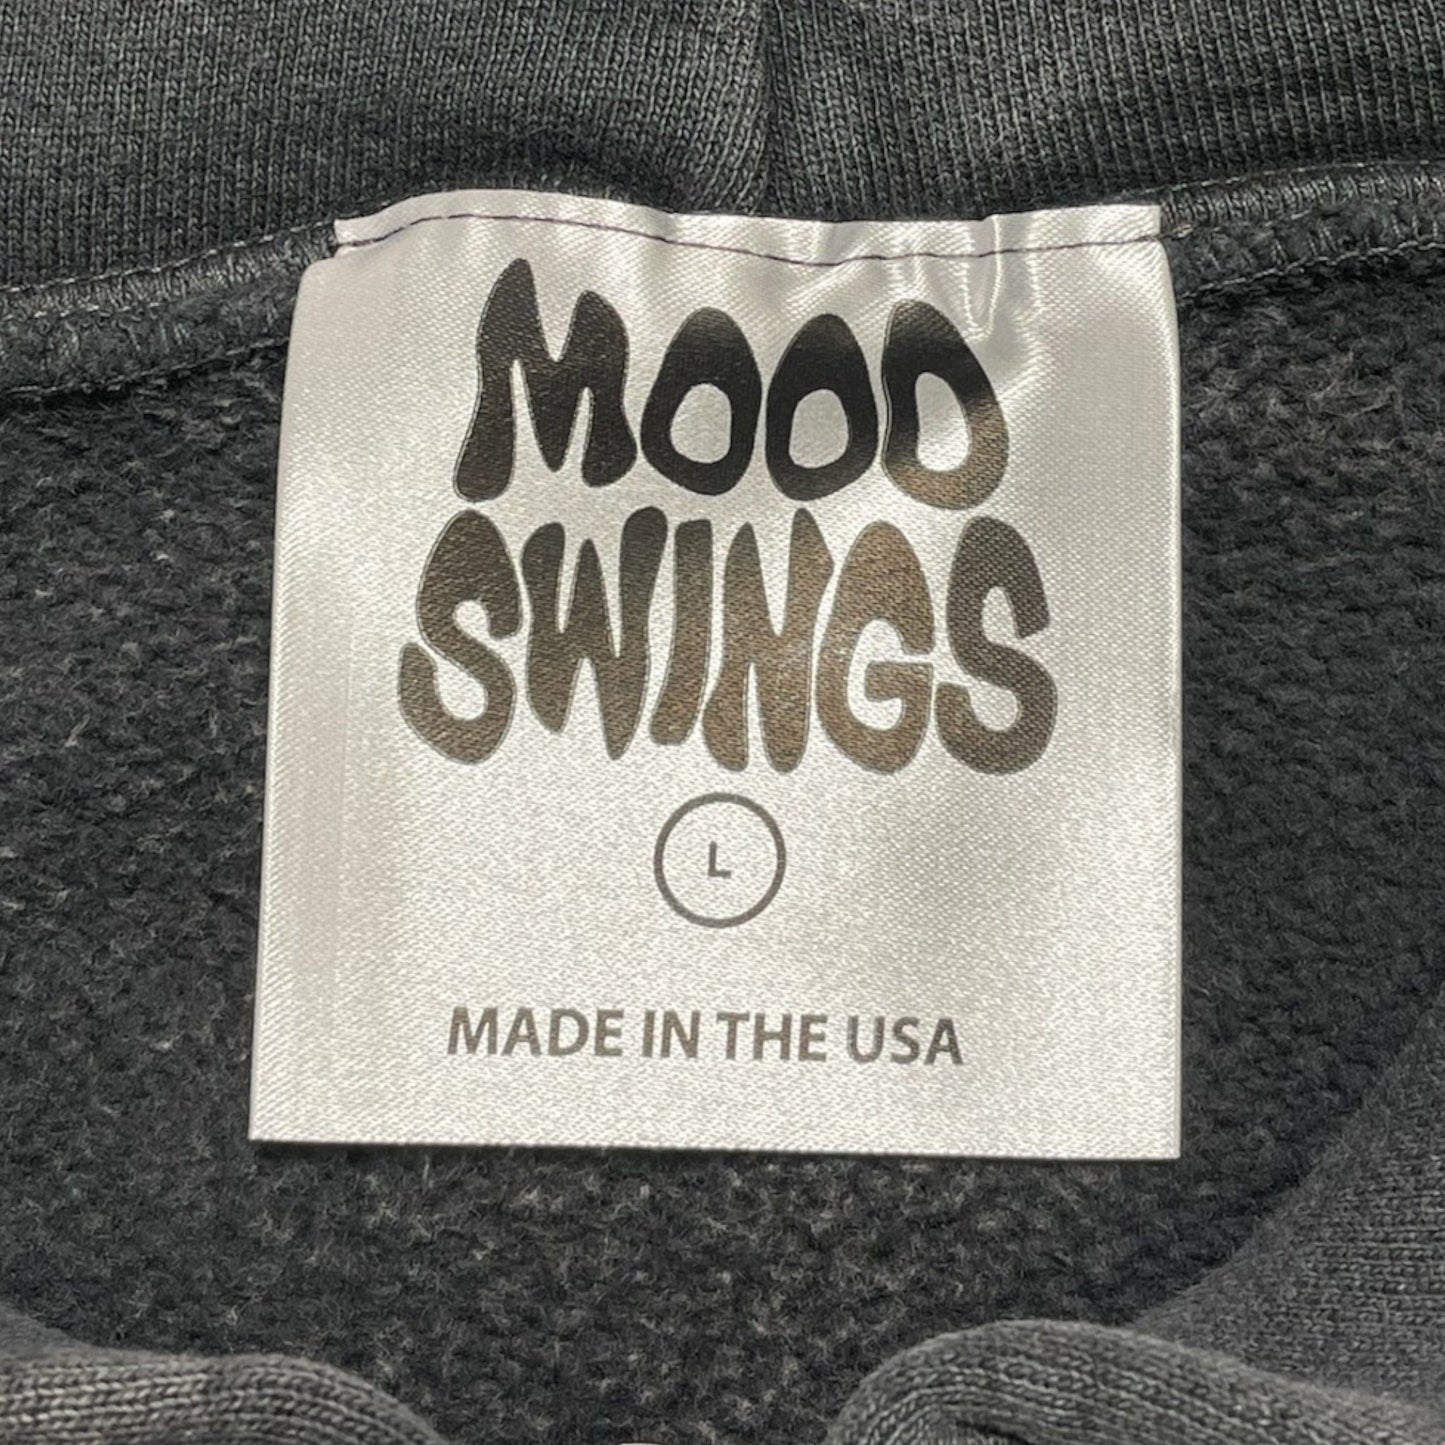 MOOD
SWINGS
L
MADE IN THE USA